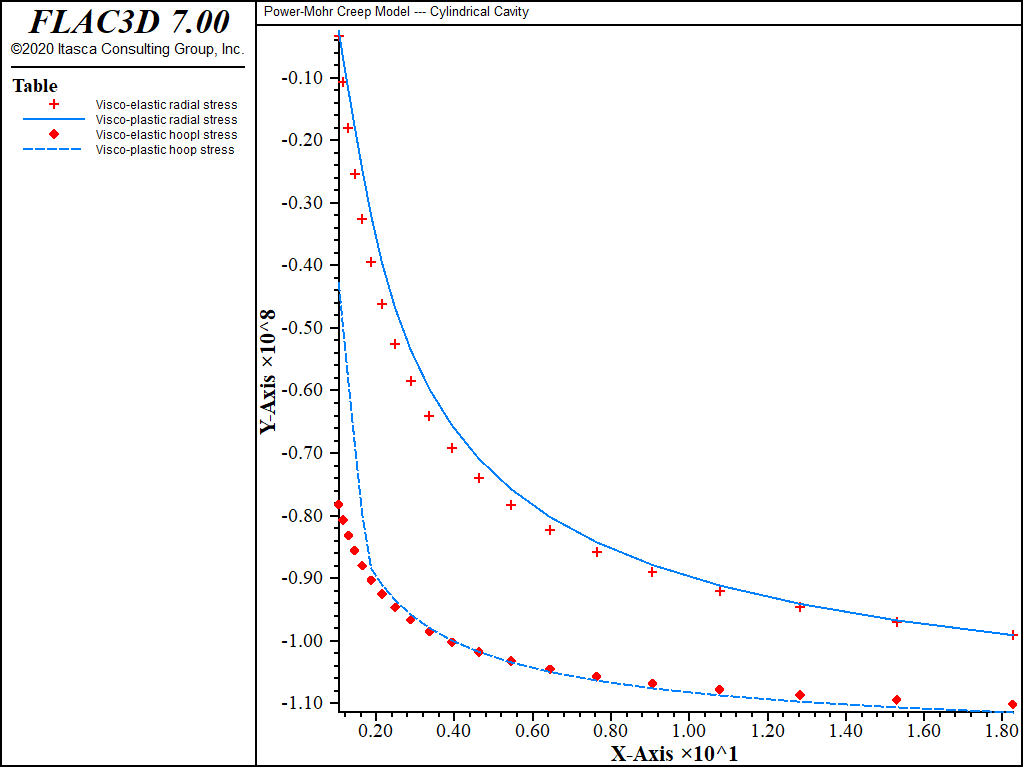 FLAC3D 7.00
©2020 Itasca Consulting Group, Inc.
Table
Visco-elastic radial stress
Visco-plastic radial stress
Visco-elastic hoopl stress
Visco-plastic hoop stress
Power-Mohr Creep Model --- Cylindrical Cavity
-0.10
-0.20
-0.30
-0.40
-0.50
-0.60
-0.70
-0.80
-0.90
-1.00
-1.10
Y-Axis ×10^8
0.20 0.40 0.60 0.80 1.00 1.20 1.40 1.60 1.80
X-Axis ×10^1